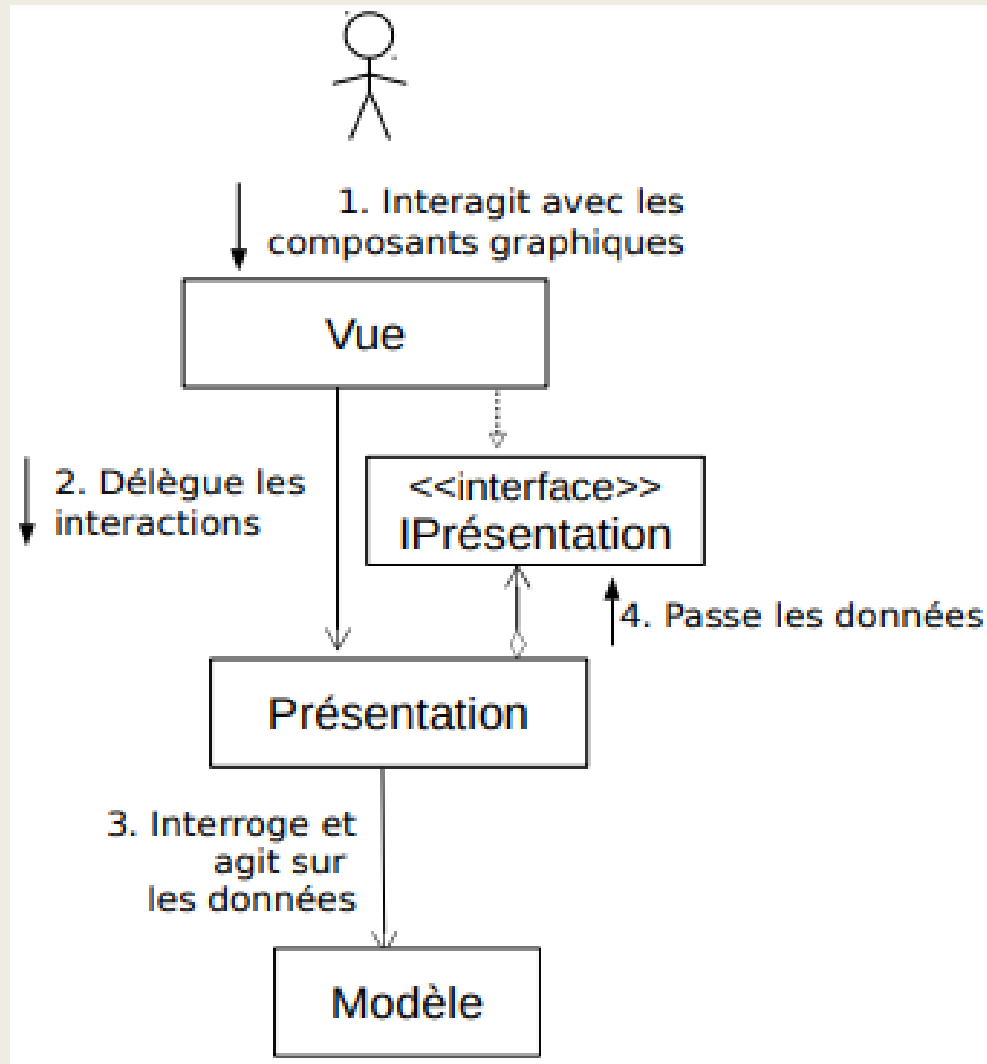 1. Interagit avec les
composants graphiques
Vue
2. Délègue les
interactions
<<interface>>
IPrésentation
4. Passe les données
Présentation
3. Interroge et
agit sur
les données
Modèle